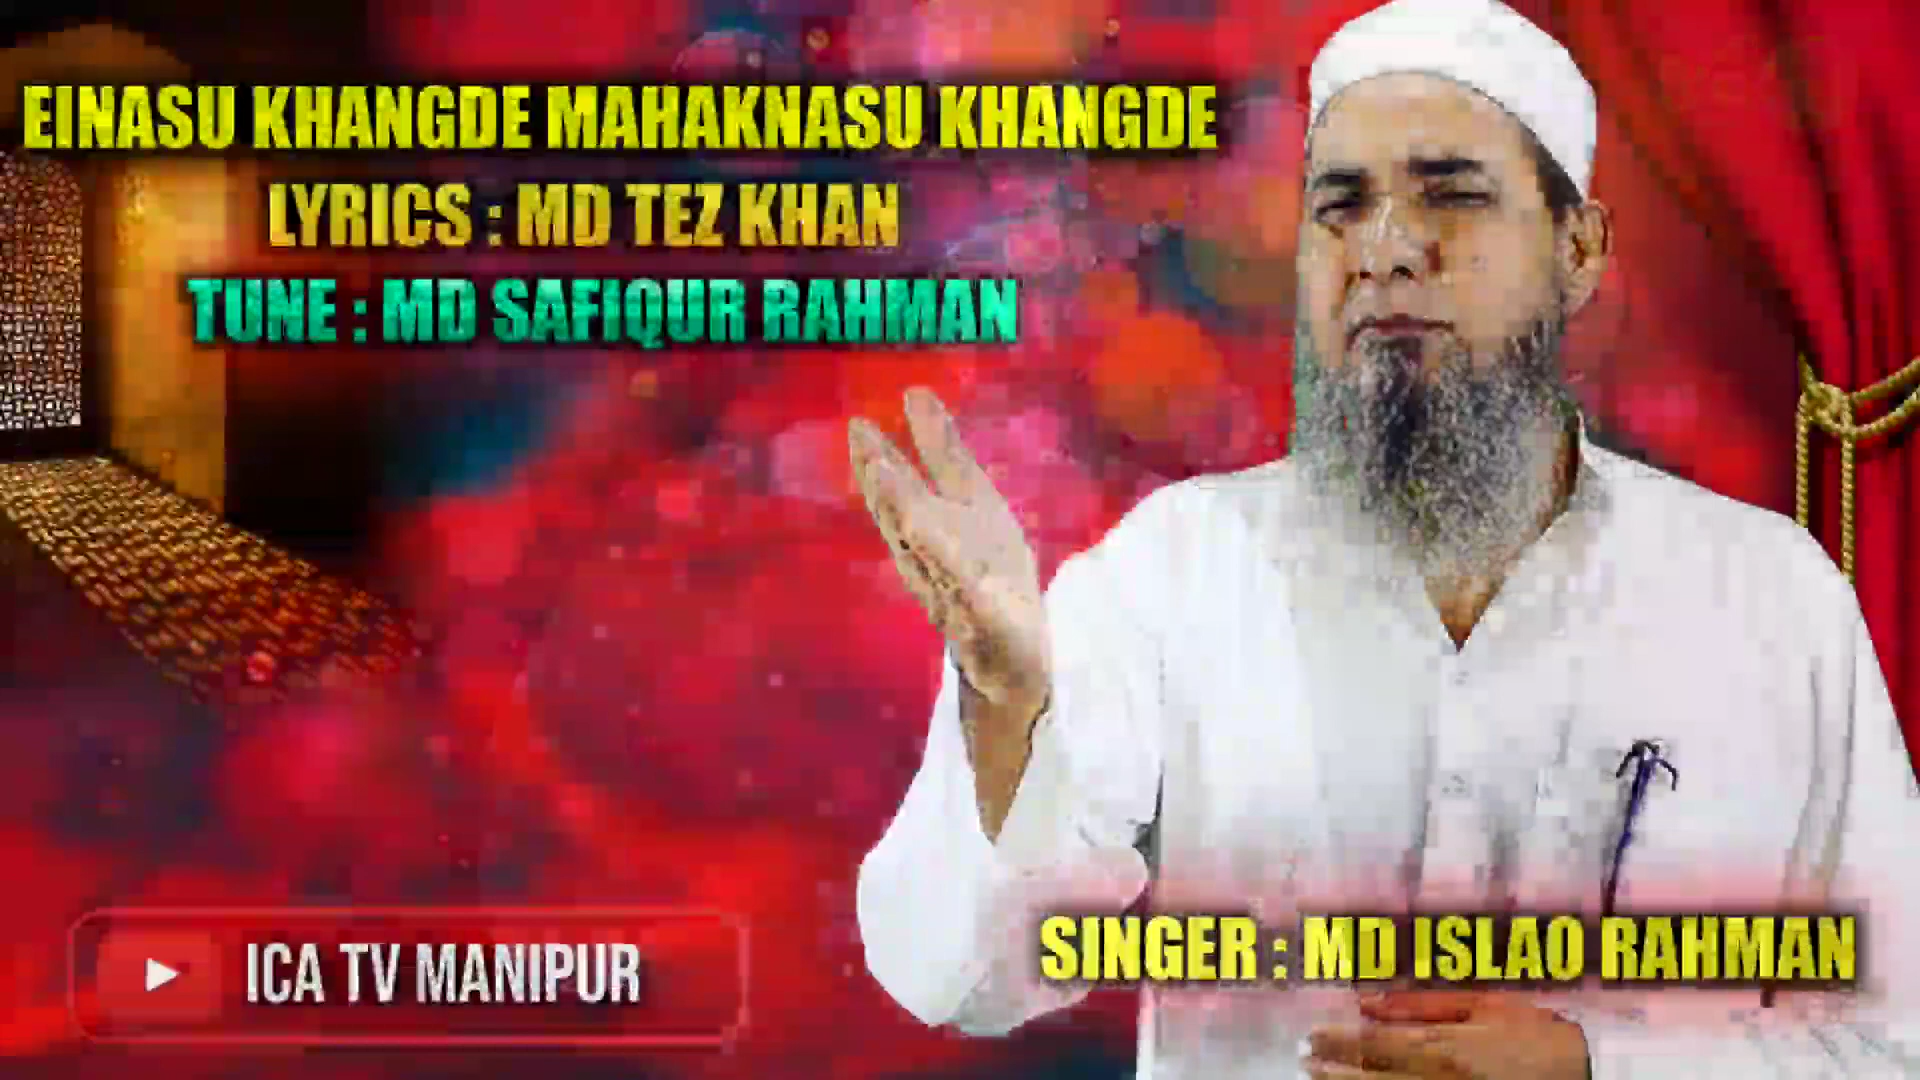 EINASU KHANGDE MAHAKNASU KHANGDE
LYRICS : MD TEZ KHAN
TUNE : MD SAFIQUR RAHMAN
ICA TV MANIPUR
SINGER : MD ISLAO RAHMAN